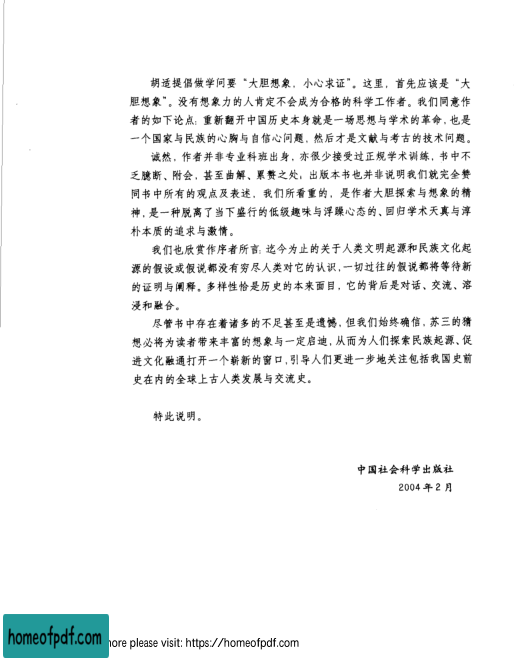 胡适提倡做学问要“大胆想象，小心求证”。这里，首先应该是“大
胆想象”。没有想象力的人肯定不会成为合格的科学工作者。我们同意作
者的如下论点：重新翻开中国历史本身就是一场思想与学术的革命，也是
一个国家与民族的心胸与自信心问题，然后才是文献与考古的技术问题。
诚然，作者并非专业科班出身，亦很少接受过正规学术训练，书中不
乏臆断、附会，甚至曲解、累赘之处；出版本书也并非说明我们就完全赞
同书中所有的观点及表述，我们所看重的，是作者大胆探索与想象的精
神，是一种脱离了当下盛行的低级趣味与浮躁心态的、回归学术天真与淳
朴本质的追求与激情。
我们也欣赏作序者所言：迄今为止的关于人类文明起源和民族文化起
源的假设或假说都没有穷尽人类对它的认识，一切过往的假说都将等待新
的证明与阐释。多样性恰是历史的本来面目，它的背后是对话、交流、溶
浸和融合。
尽管书中存在着诸多的不足甚至是遗憾，但我们始终确信，苏三的猜
想必将为读者带来丰富的想象与一定启迪，从而为人们探索民族起源、促
进文化融通打开一个崭新的窗口，引导人们更进一步地关注包括我国史前
史在内的全球上古人类发展与交流史。
特此说明。
中国社会科学出版社
2004年2月
homeofpdf.com
more please visit: https://homeofpdf.com